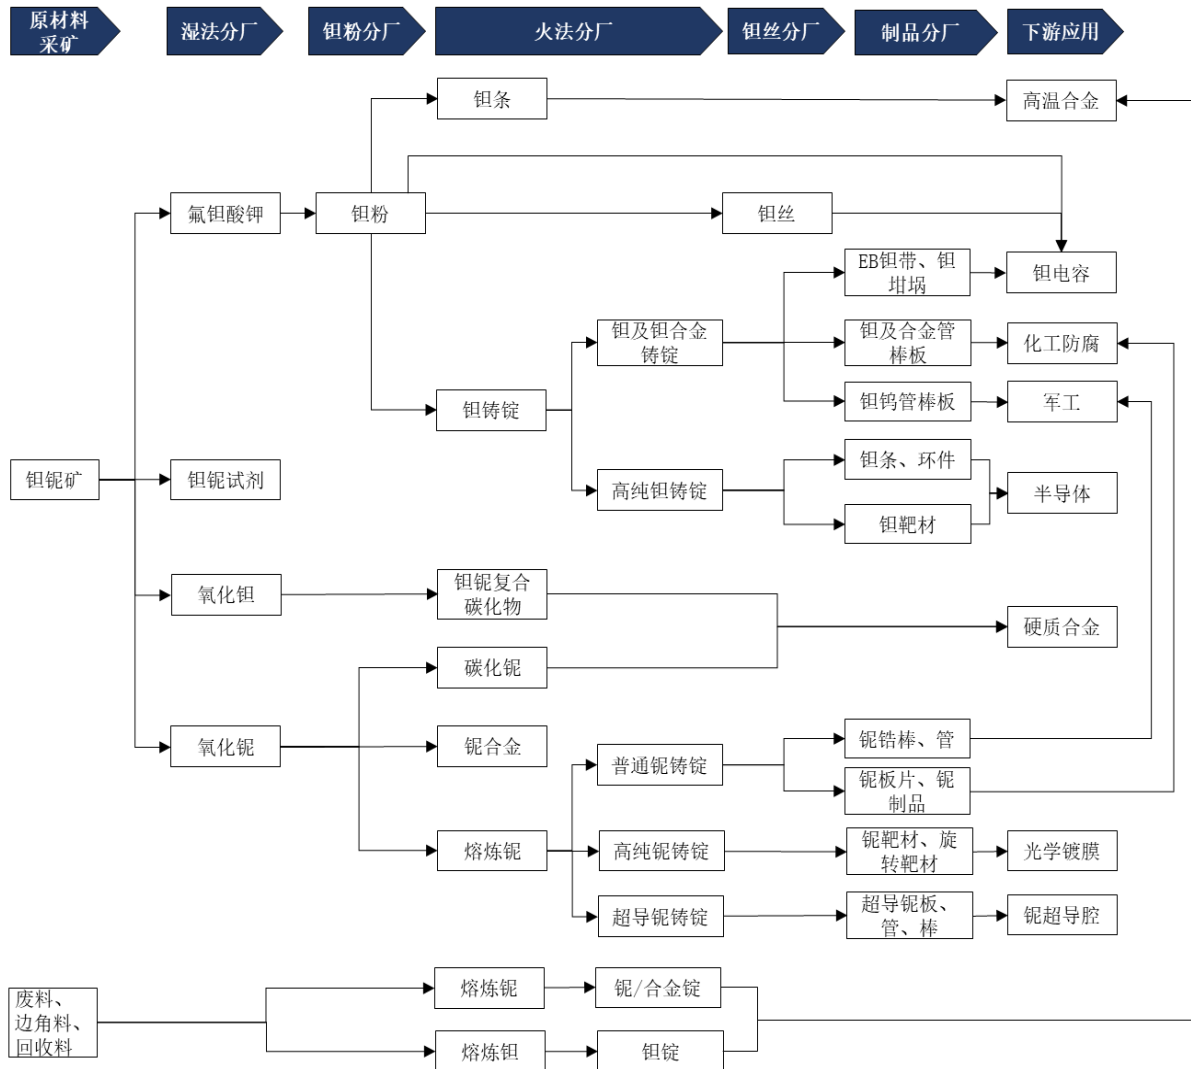 原材料
采矿
湿法分厂
钽粉分厂
火法分厂
钽丝分厂
制品分厂
下游应用
钽条
高温合金
氟钽酸钾
钽粉
钽丝
EB钽带、钽
坩埚
钽电容
钽及钽合金
铸锭
钽及合金管
棒板
化工防腐
钽铸锭
钽钨管棒板
军工
钽铌矿
钽铌试剂
高纯钽铸锭
钽条、环件
钽靶材
半导体
氧化钽
钽铌复合
碳化物
硬质合金
碳化铌
氧化铌
铌合金
普通铌铸锭
铌锆棒、管
铌板片、铌
制品
熔炼铌
高纯铌铸锭
铌靶材、旋
转靶材
光学镀膜
超导铌铸锭
超导铌板、
管、棒
铌超导腔
废料、
边角料、
回收料
熔炼铌
铌/合金锭
熔炼钽
钽锭